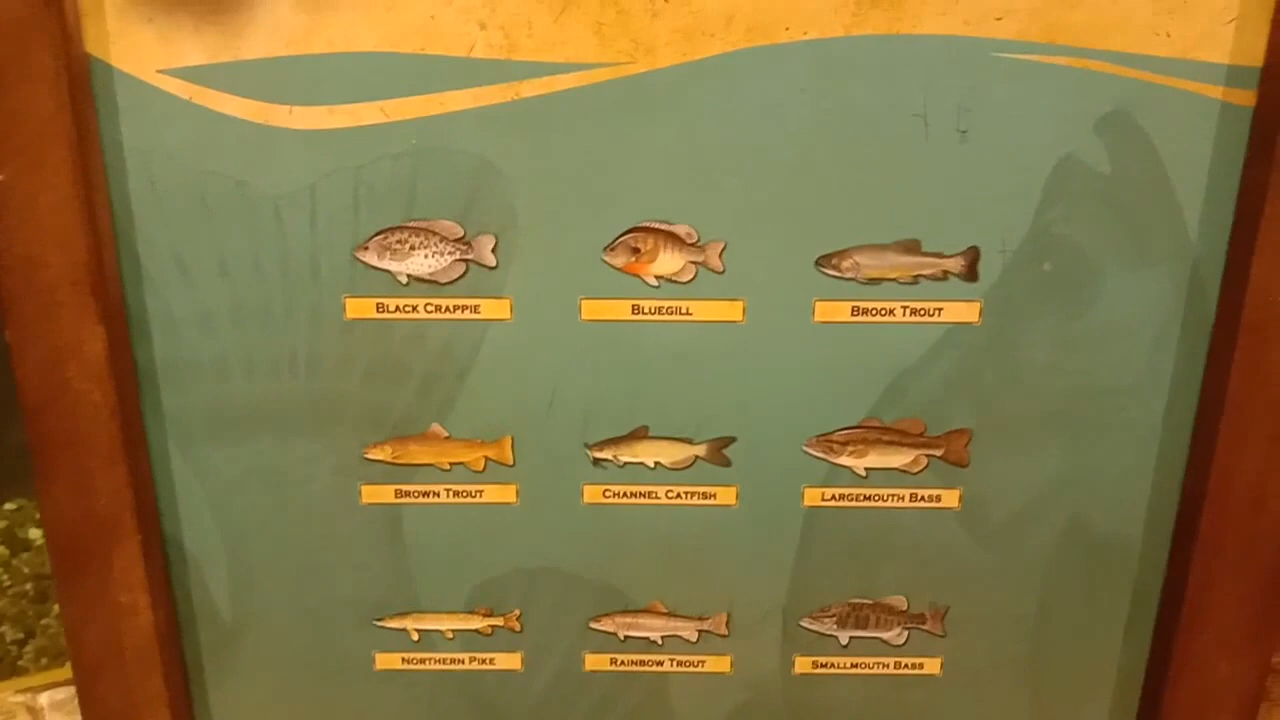 BLACK CRAPPIE
BLUEGILL
BROOK TROUT
BROWN TROUT
CHANNEL CATFISH
LARGEMOUTH BASS
NORTHERN PIKE
RAINBOW TROUT
SMALLMOUTH BASS